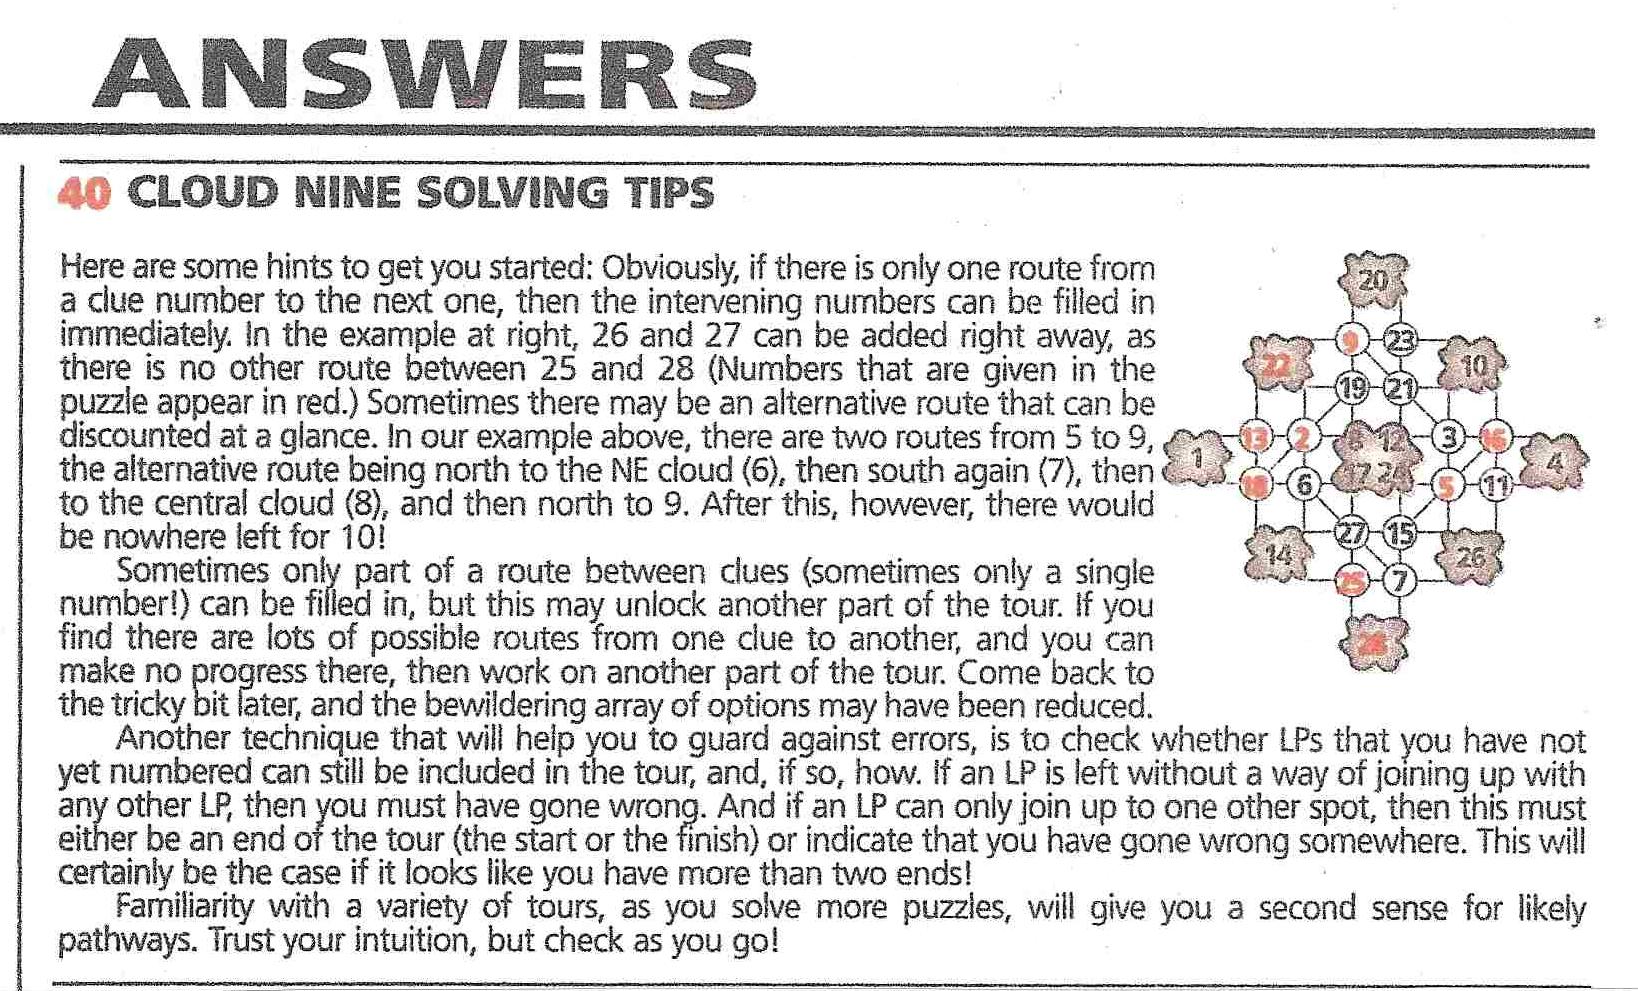 ANSWERS
40 CLOUD NINE SOLVING TIPS
Here are some hints to get you started: Obviously, if there is only one route from
a clue number to the next one, then the intervening numbers can be filled in
immediately. In the example at right, 26 and 27 can be added right away, as
there is no other route between 25 and 28 (Numbers that are given in the
puzzle appear in red.) Sometimes there may be an alternative route that can be
discounted at a glance. In our example above, there are two routes from 5 to 9,
the alternative route being north to the NE cloud (6), then south again (7), then
to the central cloud (8), and then north to 9. After this, however, there would
be nowhere left for 10!
Sometimes only part of a route between clues (sometimes only a single
number!) can be filled in, but this may unlock another part of the tour. If you
find there are lots of possible routes from one clue to another, and you can
make no progress there, then work on another part of the tour. Come back to
the tricky bit later, and the bewildering array of options may have been reduced.
Another technique that will help you to guard against errors, is to check whether LPs that you have not
yet numbered can still be included in the tour, and, if so, how. If an LP is left without a way of joining up with
any other LP, then you must have gone wrong. And if an LP can only join up to one other spot, then this must
either be an end of the tour (the start or the finish) or indicate that you have gone wrong somewhere. This will
certainly be the case if it looks like you have more than two ends!
Familiarity with a variety of tours, as you solve more puzzles, will give you a second sense for likely
pathways. Trust your intuition, but check as you go!
20
9 23
22 10
19 21
13 2 8 12 3 16
1 4
18 6 17 24 5 11
27 15
14 26
25 7
28